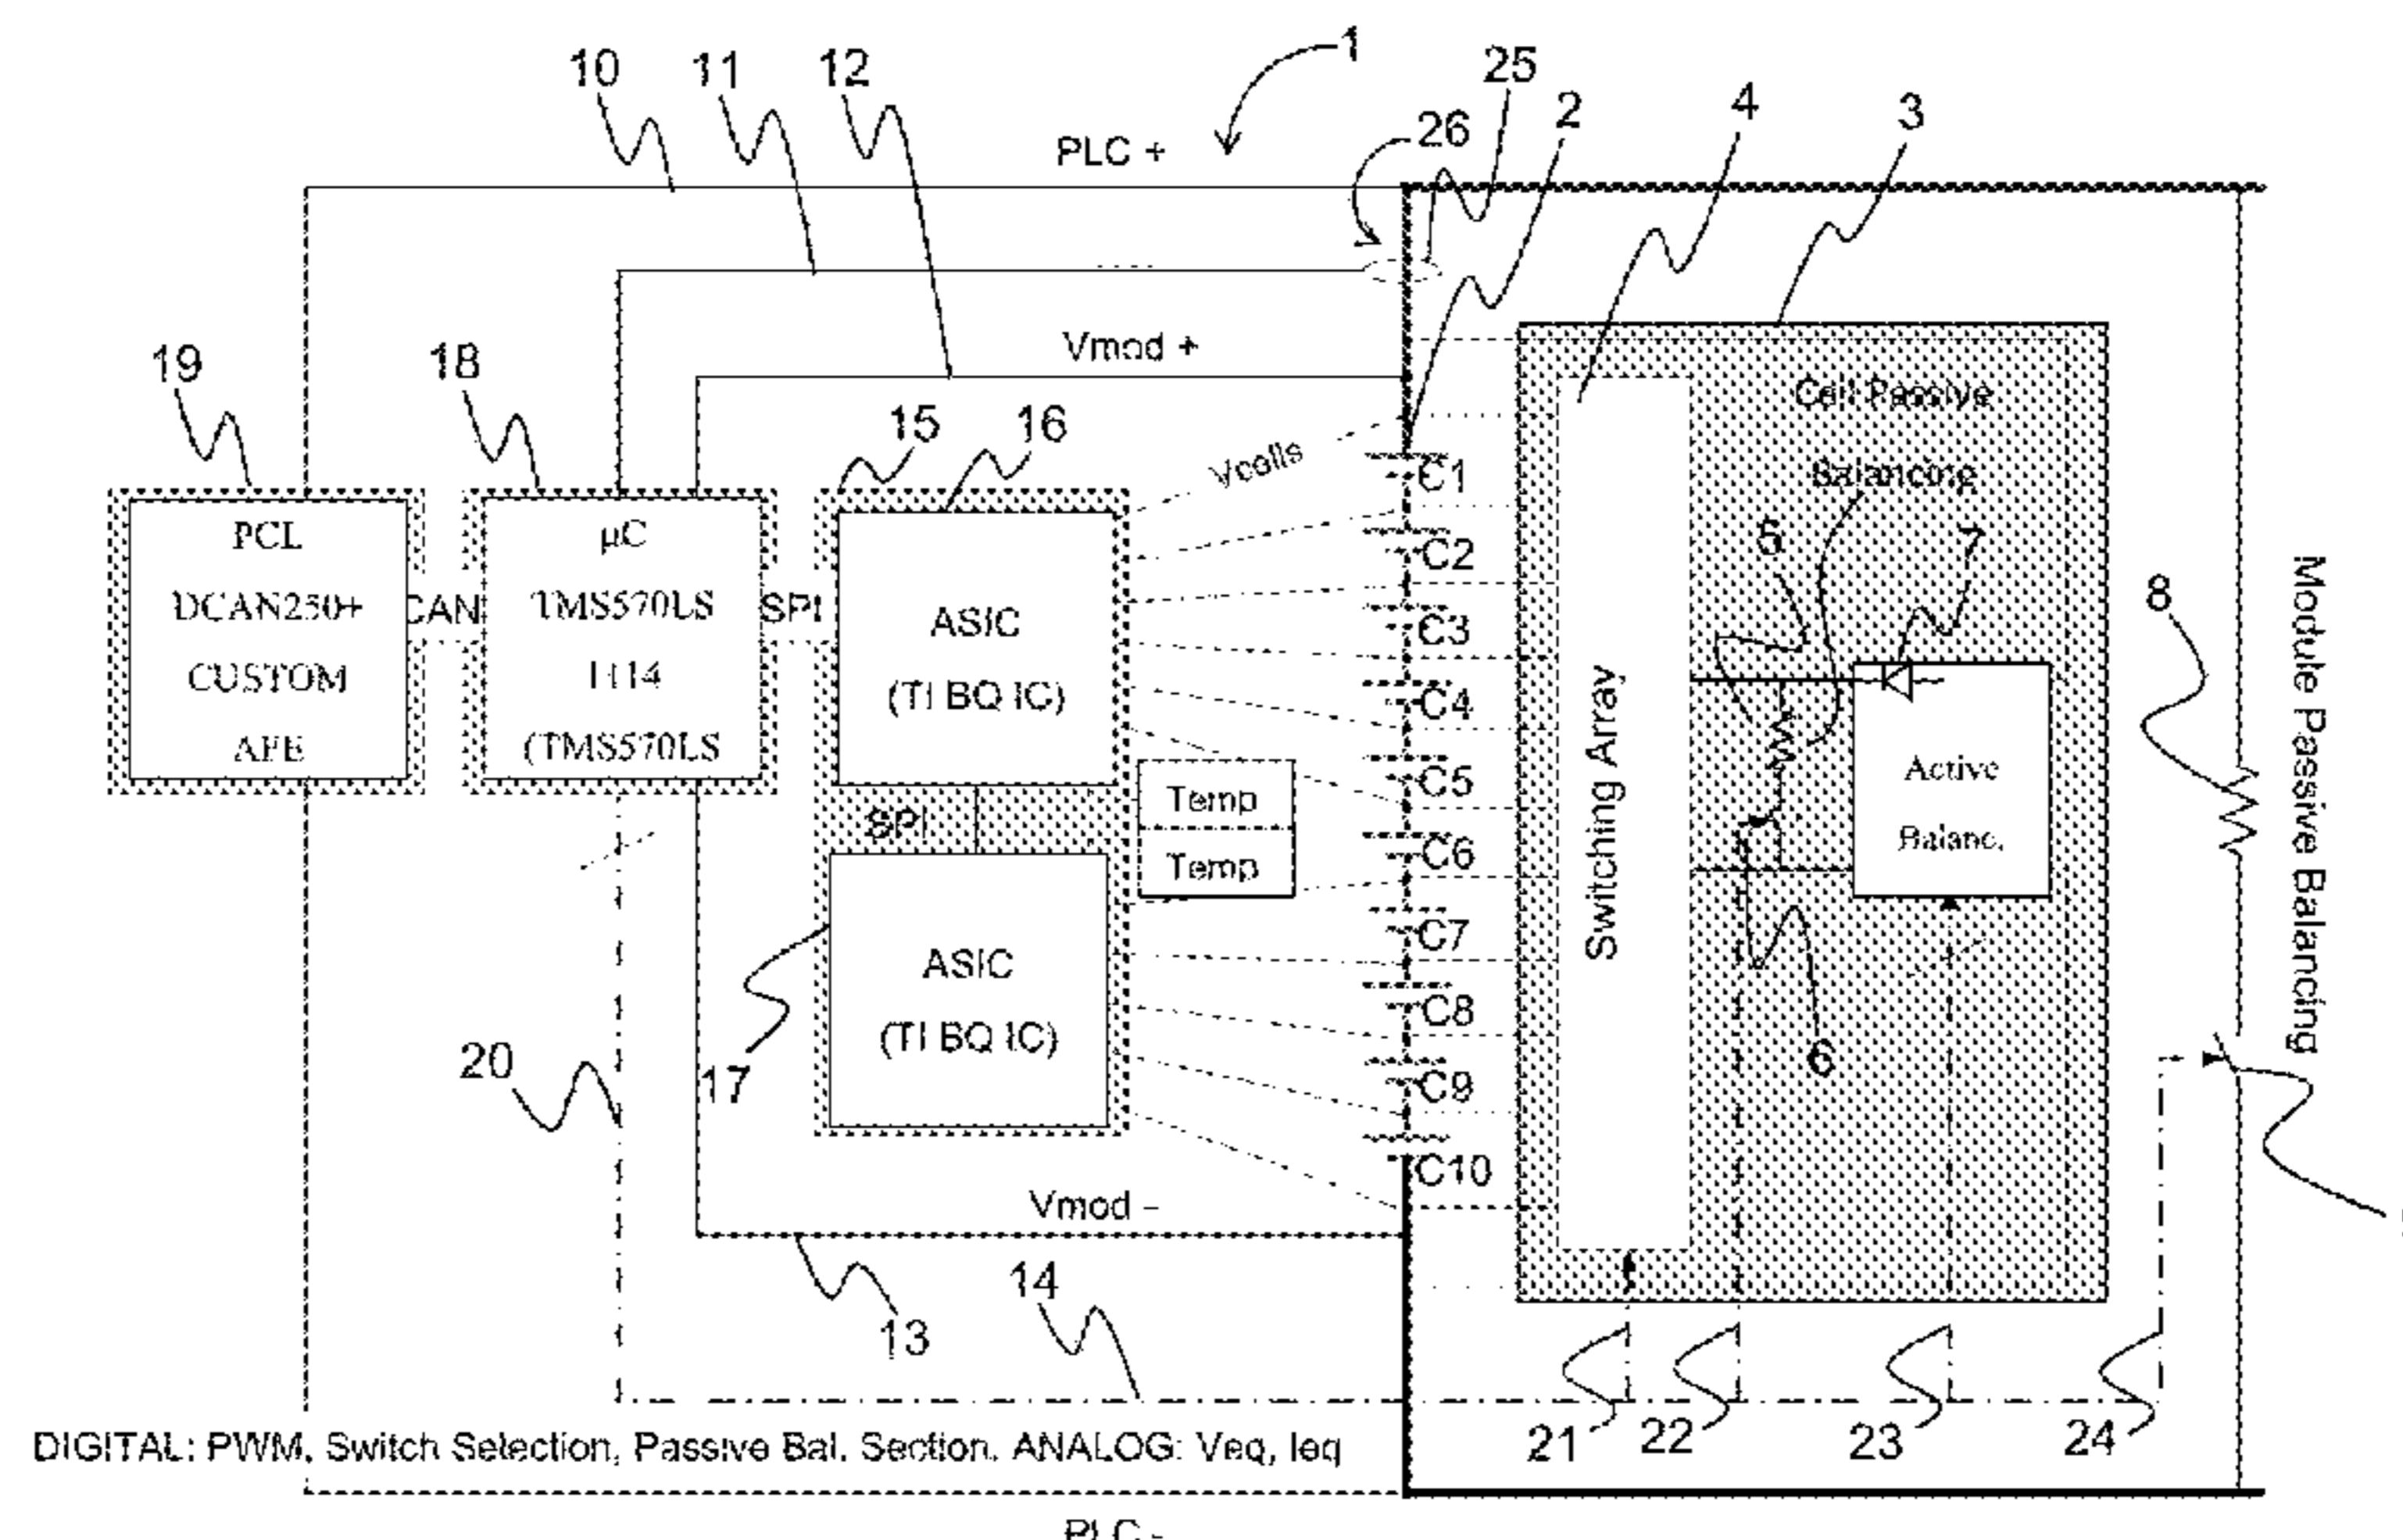 1
10
11
12
25
26
2
4
3
PLC +
Vmod +
19
18
15
16
Vcells
Cell Passive
Balancing
5
7
8
PCL
DCAN250+
CUSTOM
AFE
CAN
µC
TMS570LS
1114
(TMS570LS
SPI
ASIC
(TI BQ IC)
SPI
Temp
Temp
ASIC
(TI BQ IC)
17
20
C1
C2
C3
C4
C5
C6
C7
C8
C9
C10
Switching Array
Active
Balanc.
6
Module Passive Balancing
Vmod –
13
14
21
22
23
24
DIGITAL: PWM, Switch Selection, Passive Bal. Section, ANALOG: Veq, Ieq
PLC -